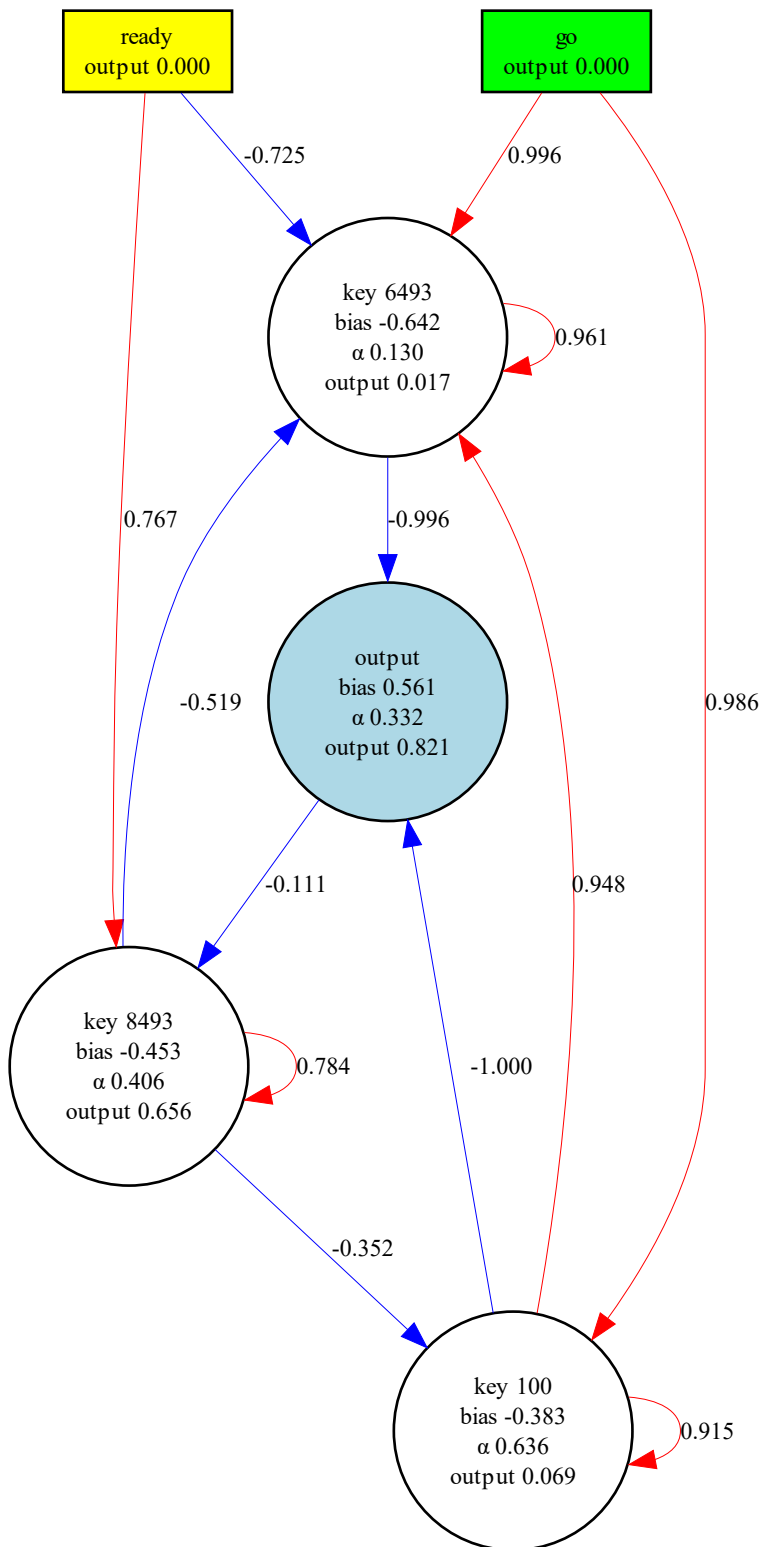 ready
output 0.000
go
output 0.000
-0.725
0.996
key 6493
bias -0.642
α 0.130
output 0.017
0.961
0.767
-0.996
-0.519
output
bias 0.561
α 0.332
output 0.821
0.986
-0.111
0.948
key 8493
bias -0.453
α 0.406
output 0.656
0.784
-1.000
-0.352
key 100
bias -0.383
α 0.636
output 0.069
0.915